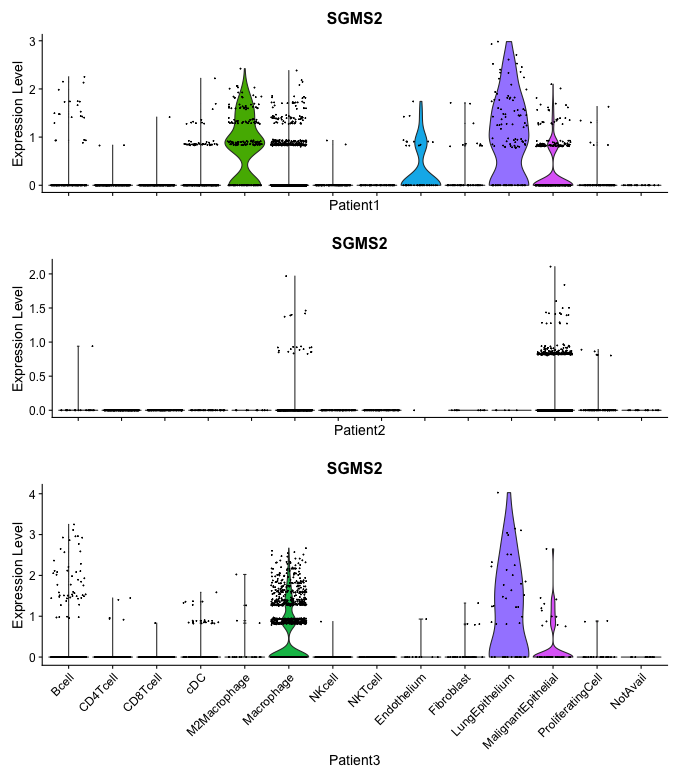 SGMS2
Expression Level
3
2
1
0
Patient1
SGMS2
Expression Level
2.0
1.5
1.0
0.5
0.0
Patient2
SGMS2
Expression Level
4
3
2
1
0
Bcell
CD4Tcell
CD8Tcell
cDC
M2Macrophage
Macrophage
NKcell
NKTcell
Endothelium
Fibroblast
LungEpithelium
MalignantEpithelial
ProliferatingCell
NotAvail
Patient3